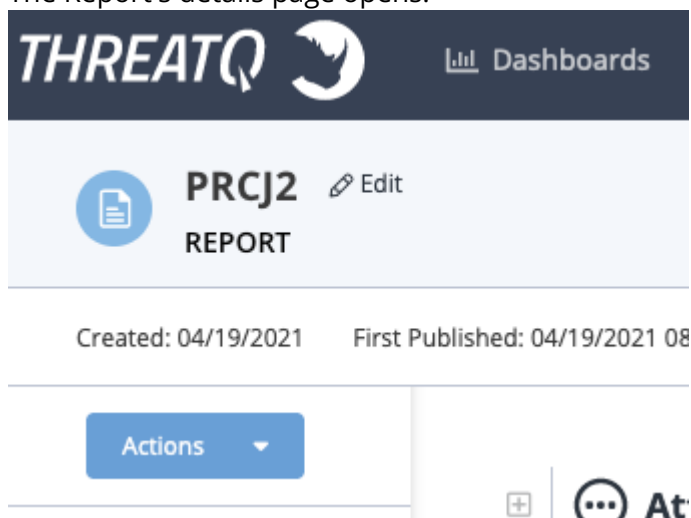 THREATQ Dashboards
PRCJ2 Edit
REPORT
Created: 04/19/2021 First Published: 04/19/2021 08
Actions